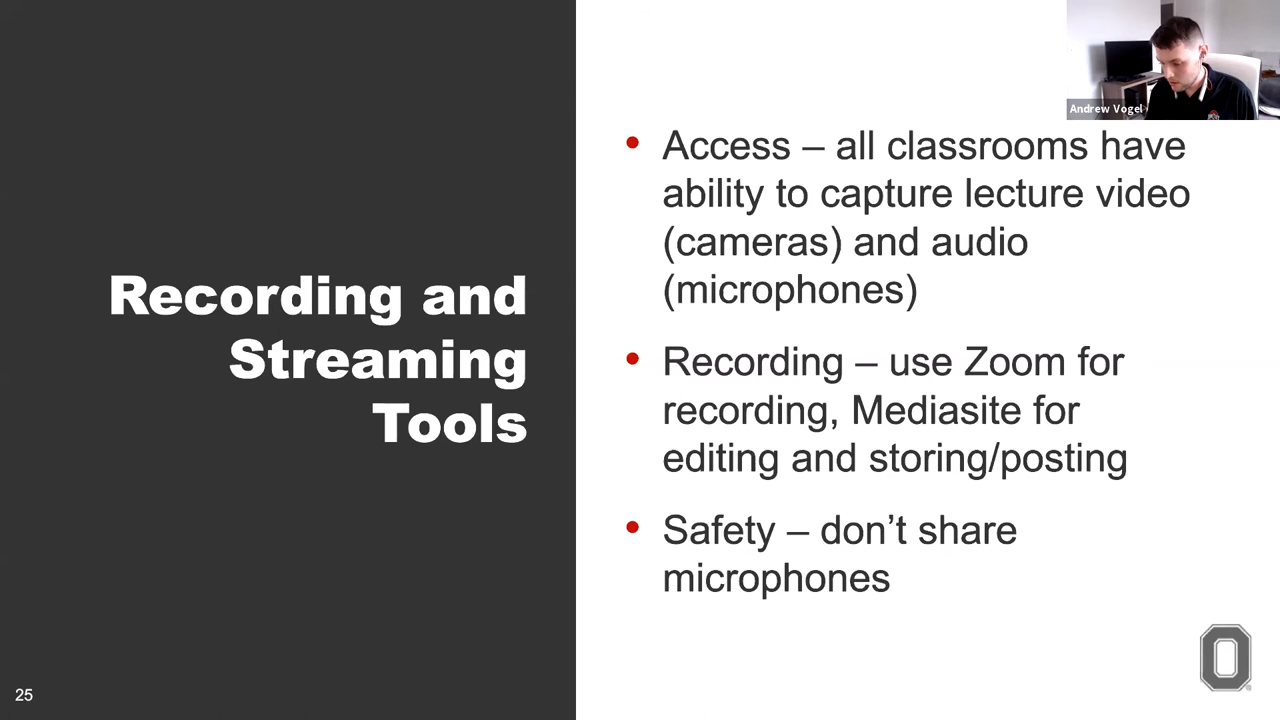 Andrew Vogel
Recording and
Streaming
Tools
• Access – all classrooms have
ability to capture lecture video
(cameras) and audio
(microphones)
• Recording – use Zoom for
recording, Mediasite for
editing and storing/posting
• Safety – don’t share
microphones
25